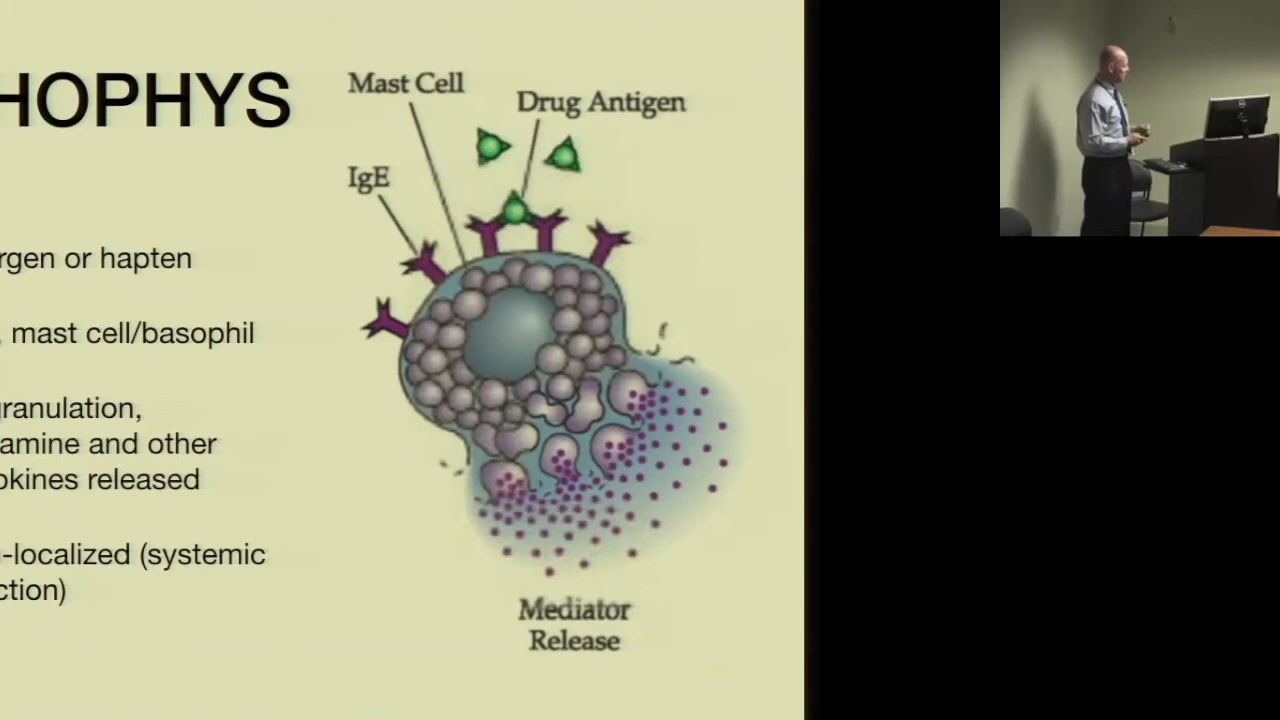 HOPHYS
rgen or hapten
, mast cell/basophil
granulation,
amine and other
okines released
-localized (systemic
ction)
Mast Cell
Drug Antigen
IgE
Mediator
Release